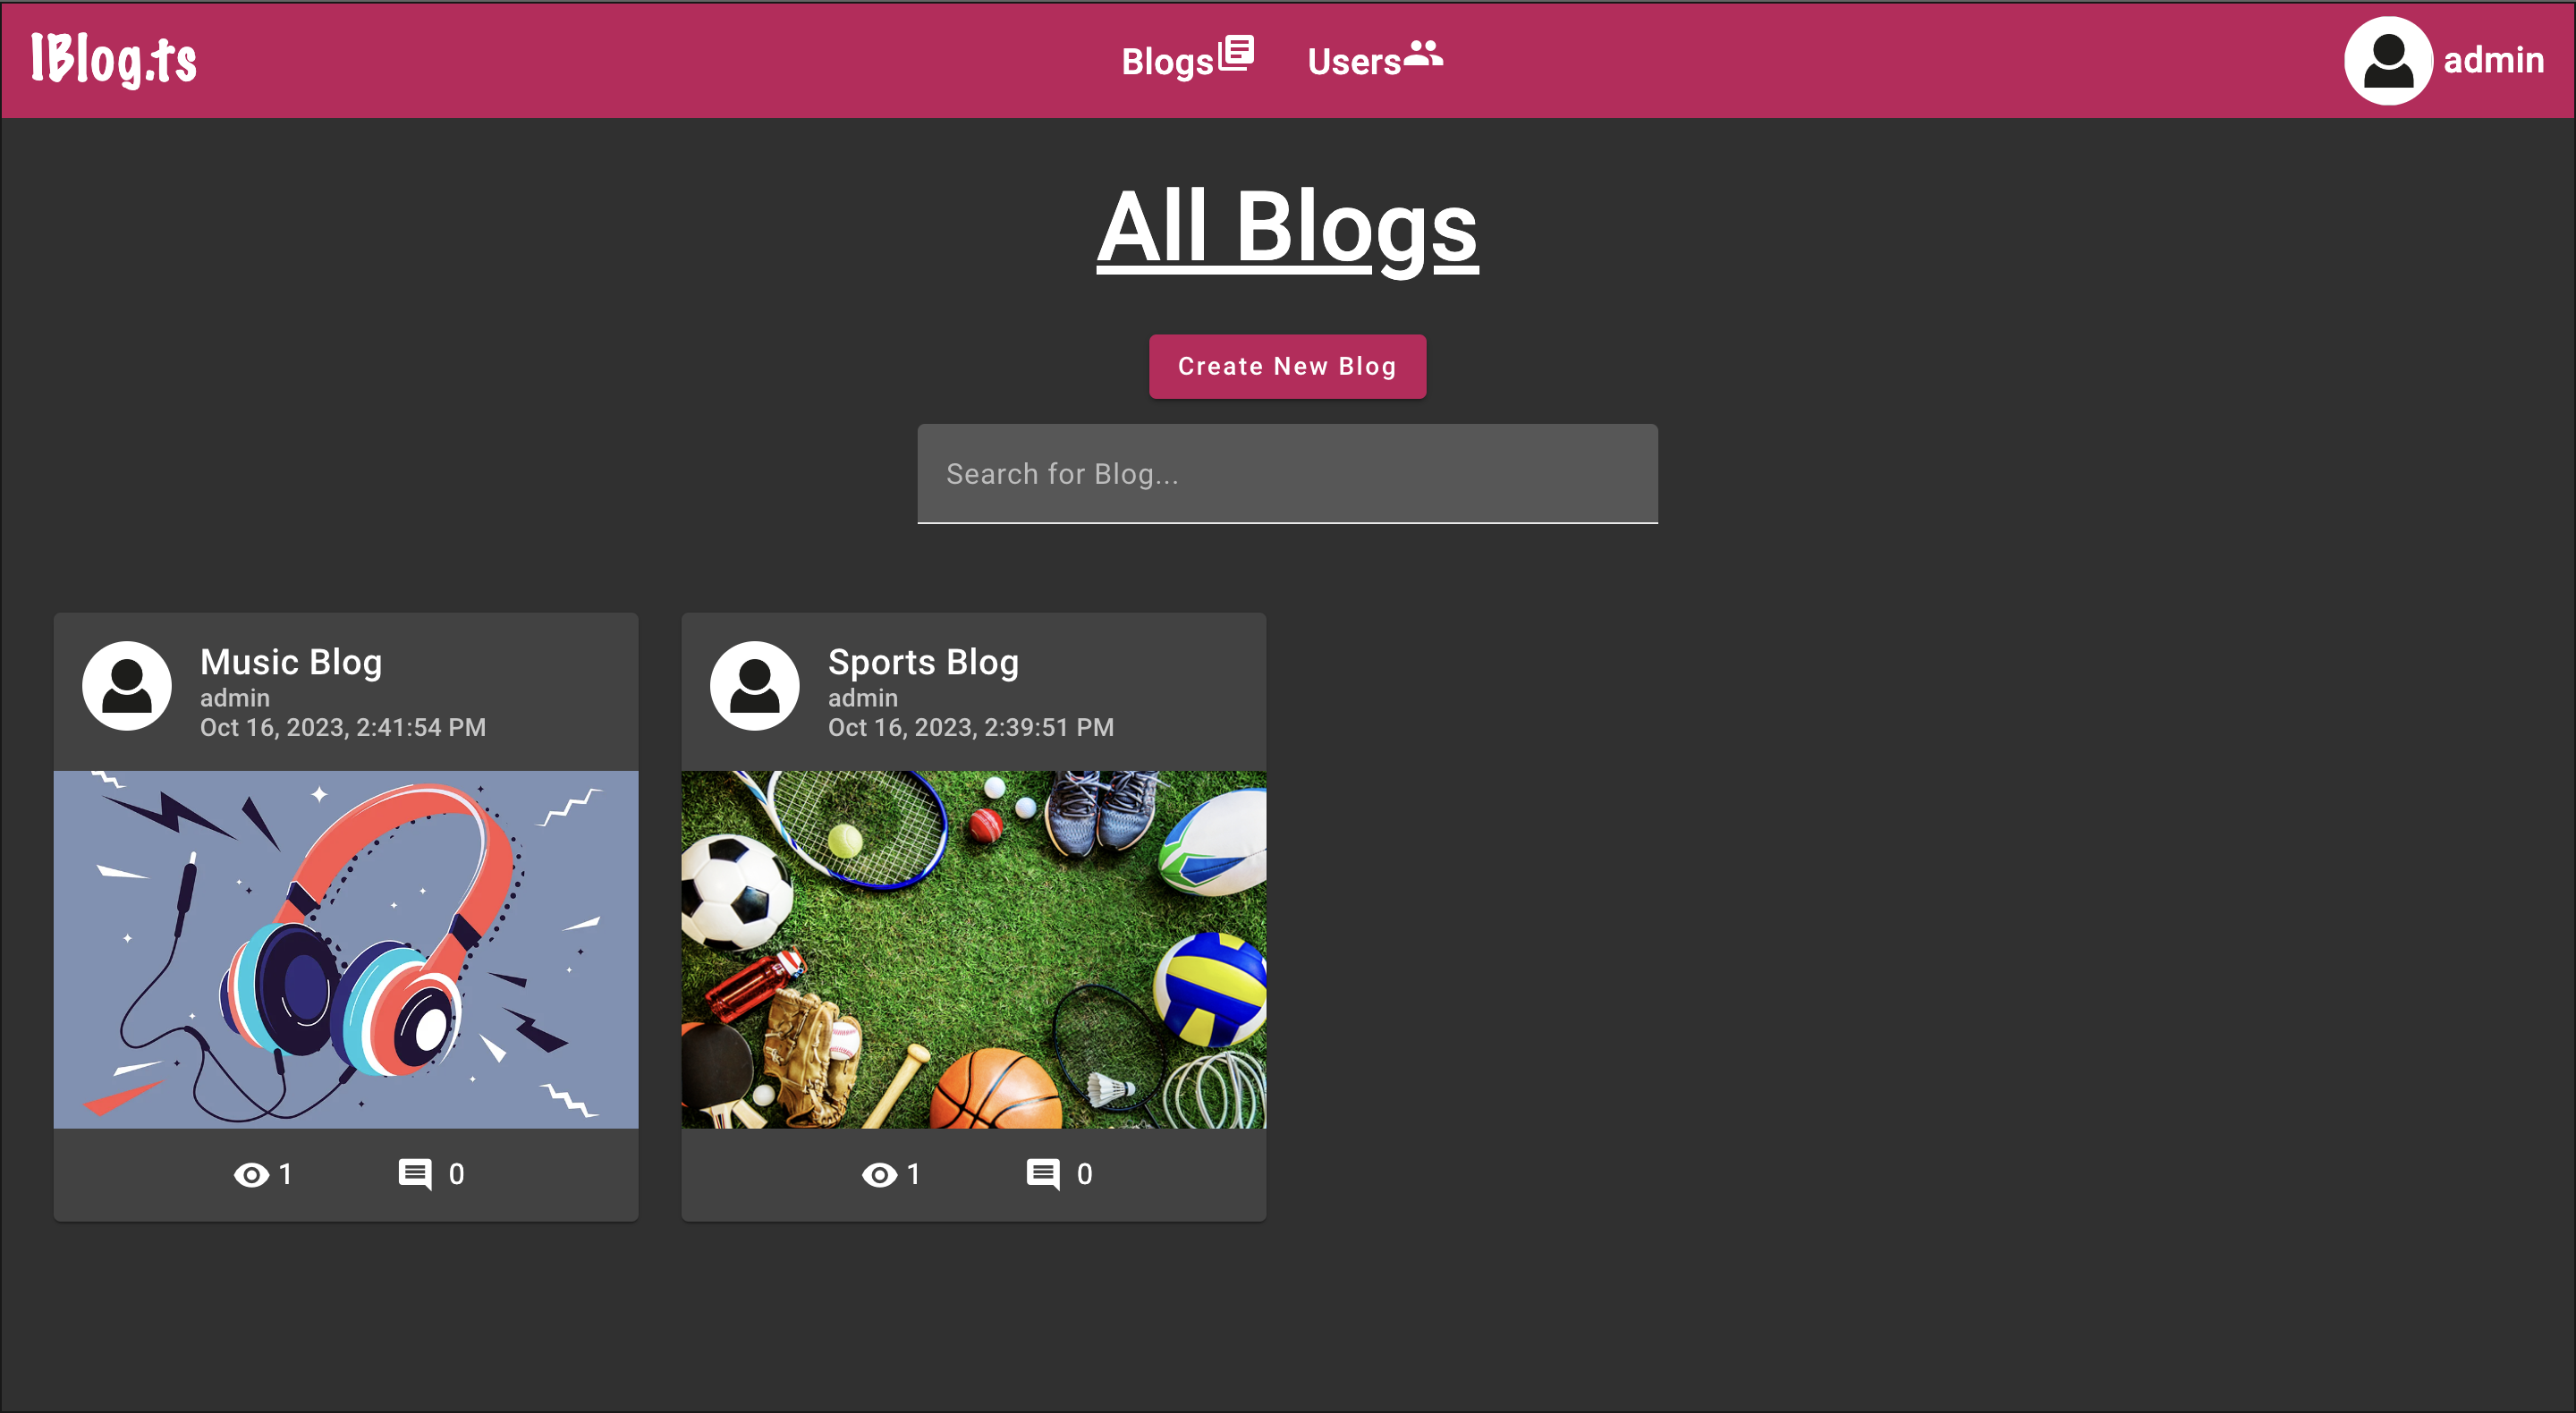 IBlog.ts
Blogs
Users
admin
All Blogs
Create New Blog
Search for Blog...
Music Blog
admin
Oct 16, 2023, 2:41:54 PM
1
0
Sports Blog
admin
Oct 16, 2023, 2:39:51 PM
1
0